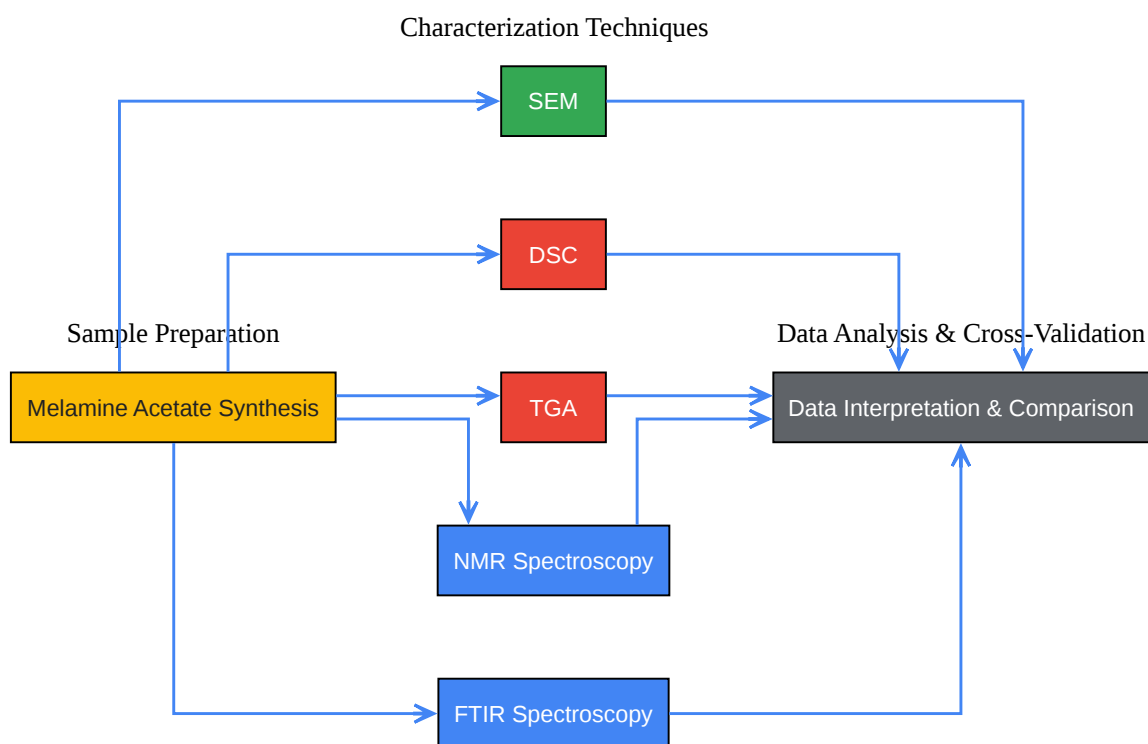 Characterization Techniques
SEM
DSC
Sample Preparation
Data Analysis & Cross-Validation
Melamine Acetate Synthesis
TGA
Data Interpretation & Comparison
NMR Spectroscopy
FTIR Spectroscopy